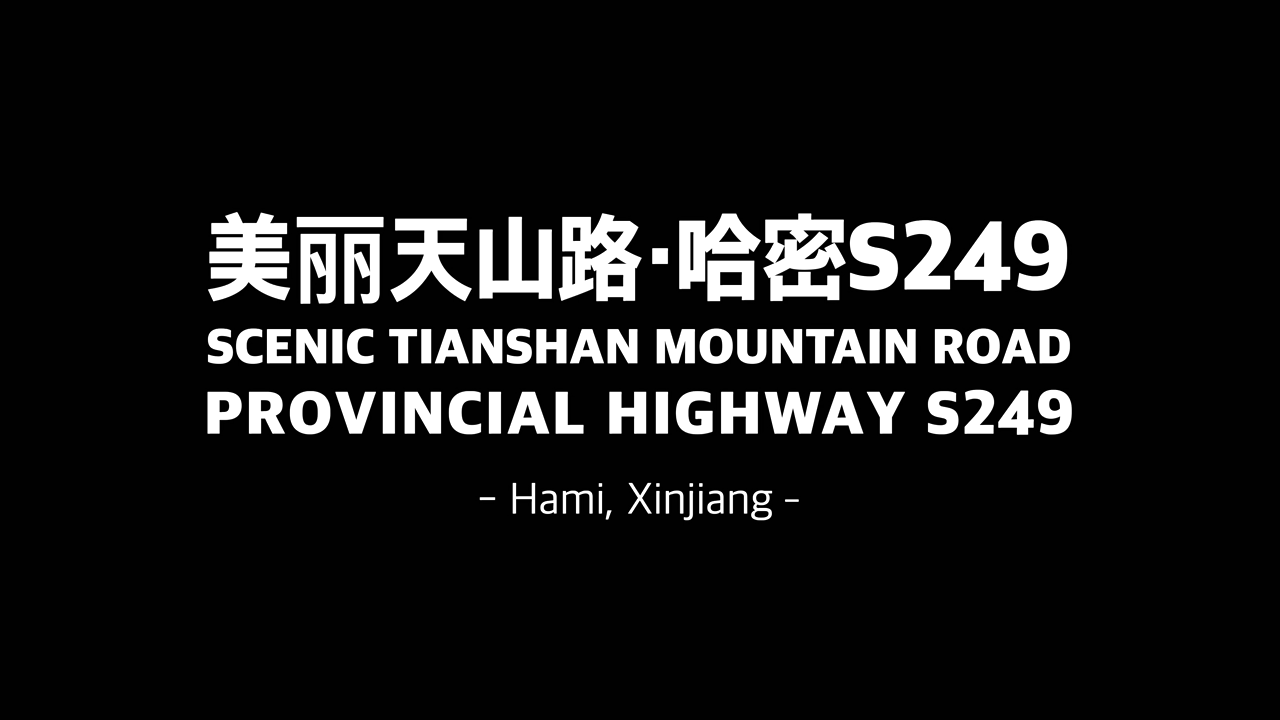 美丽天山路·哈密S249
SCENIC TIANSHAN MOUNTAIN ROAD
PROVINCIAL HIGHWAY S249
– Hami, Xinjiang –